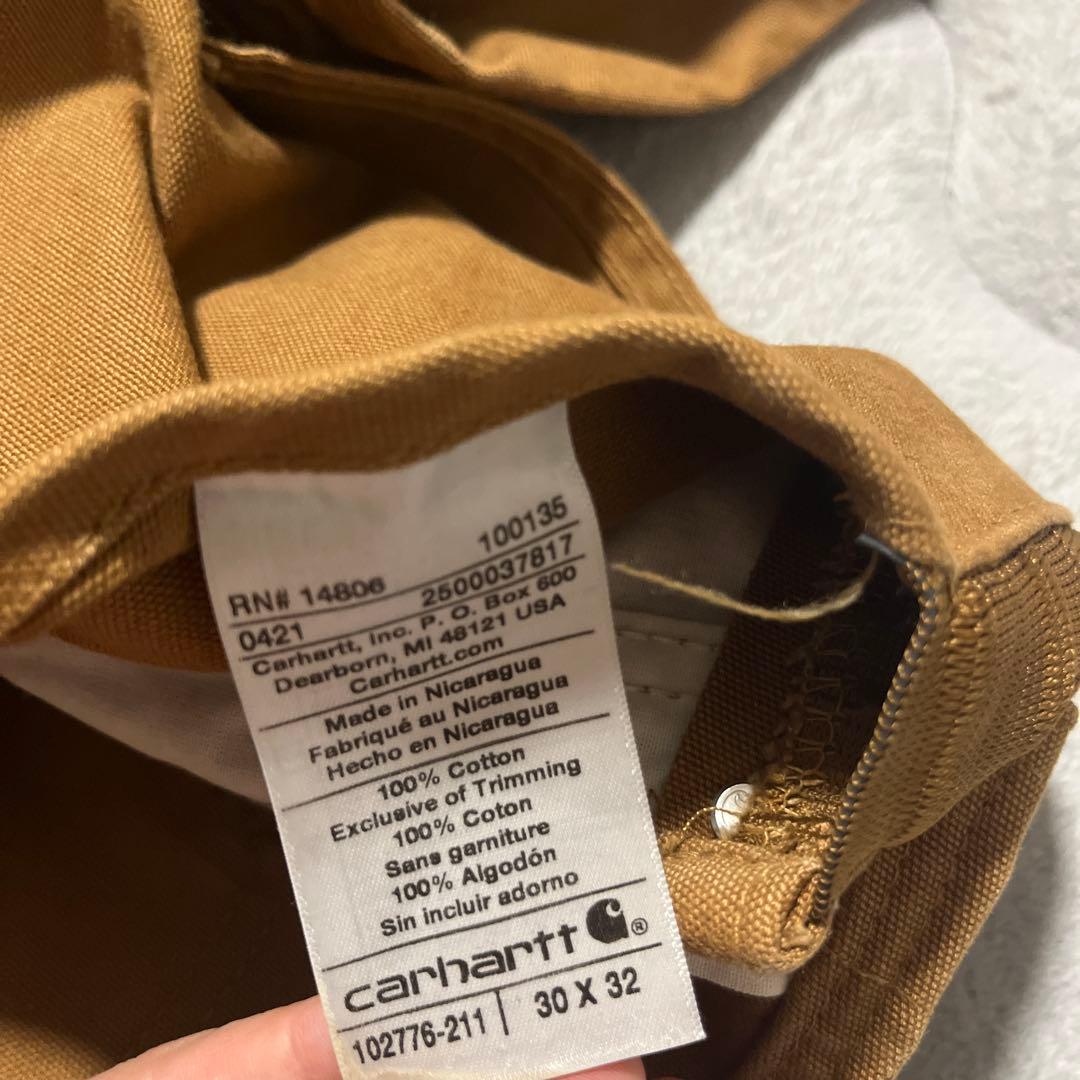 RN# 14806 100135
0421 2500037817
Carhartt, Inc. P. O. Box 600
Dearborn, MI 48121 USA
Carhartt.com
Made in Nicaragua
Fabriqué au Nicaragua
Hecho en Nicaragua
100% Cotton
Exclusive of Trimming
100% Coton
Sans garniture
100% Algodón
Sin incluir adorno
carhartt ®
102776-211 | 30 X 32